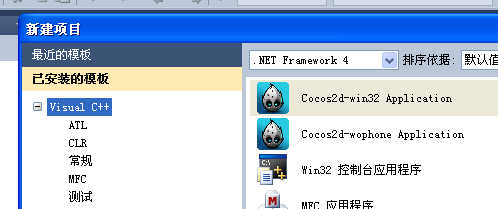 新建项目
最近的模板
已安装的模板
Visual C++
ATL
CLR
常规
MFC
测试
.NET Framework 4
排序依据:
默认值
Cocos2d-win32 Application
Cocos2d-wophone Application
Win32 控制台应用程序
MFC 应用程序